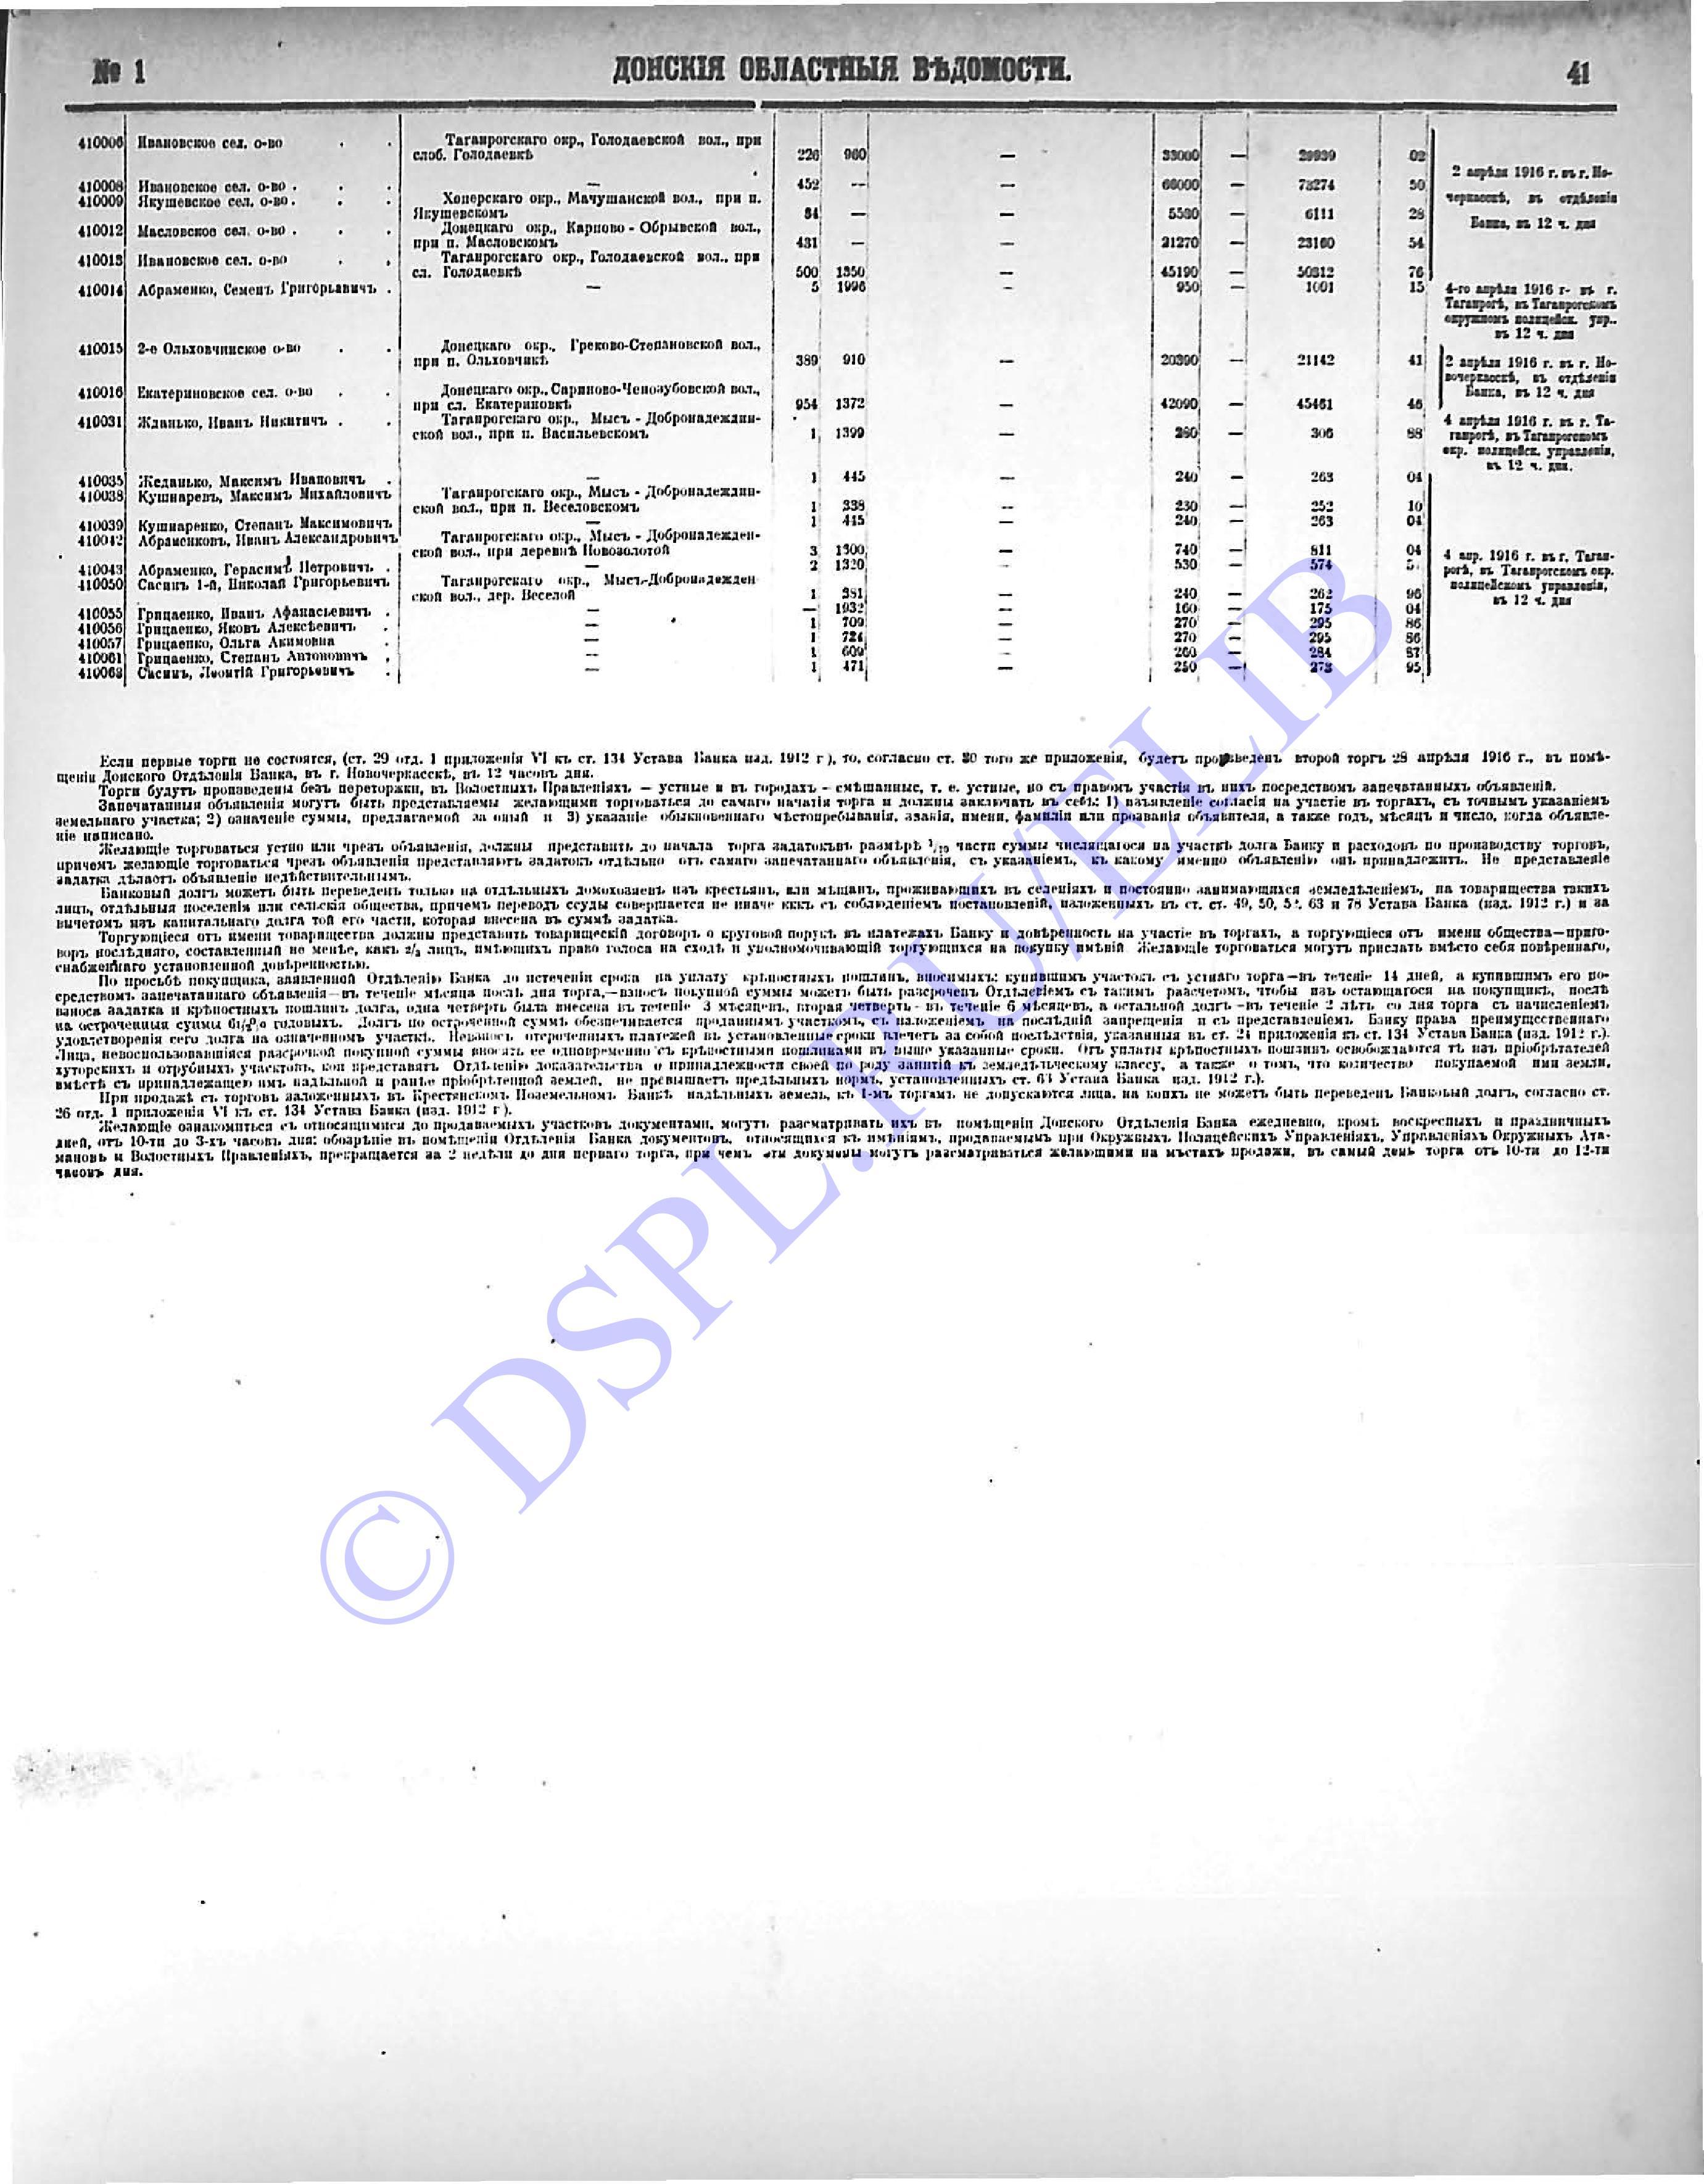 № 1 ДОНСКІЯ ОБЛАСТНЫЯ ВѢДОМОСТИ. 41
410006 Ивановское сел. о-во . . Таганрогскаго окр., Голодаевской вол., при
слоб. Голодаевкѣ 226 960 — 33000 — 02
410008 Ивановское сел. о-во . . . — 452 — — 66000 — 73274 50
410009 Якушевское сел. о-во . . . Хоперскаго окр., Мачушанской вол., при п.
Якушевскомъ 84 — — — 6111 28
410012 Масловское сел. о-во . . . Донецкаго окр., Карпово - Обрывской вол.,
при п. Масловскомъ 431 — — 21270 — 23160 54
410013 Ивановское сел. о-во . . Таганрогскаго окр., Голодаевской вол., при
сл. Голодаевкѣ 500 1350 — 45190 — 50312 76
2 апрѣля 1916 г. въ г. Но-
черкасскѣ, въ отдѣленіи
Банка, въ 12 ч. дня
410014 Абраменко, Семенъ Григорьевичъ . — 5 1996 — 950 — 1001 15
4-го апрѣля 1916 г- въ г.
Таганрогѣ, въ Таганрогскомъ
окружномъ полицейск. упр..
въ 12 ч. дня
410015 2-е Ольховчинское о-во . . Донецкаго окр., Греково-Степановской вол.,
при п. Ольховчикѣ 389 910 — 20390 — 21142 41
410016 Екатериновское сел. о-во . . Донецкаго окр., Сариново-Ченозубовской вол.,
при сл. Екатериновкѣ 954 1372 — 42090 — 45461 46
2 апрѣля 1916 г. въ г. Но-
вочеркасскѣ, въ отдѣленіи
Банка, въ 12 ч. дня
410031 Жданько, Иванъ Никитичъ . . Таганрогскаго окр., Мысъ - Добронадеждин-
ской вол., при п. Васильевскомъ 1 1399 — 280 — 306 88
4 апрѣля 1916 г. въ г. Та-
ганрогѣ, въ Таганрогскомъ
окр. полицейск. управленіи,
въ 12 ч. дня.
410035 Жеданько, Максимъ Ивановичъ . — 1 445 — 240 — 263 04
410038 Кушнаревъ, Максимъ Михайловичъ Таганрогскаго окр., Мысъ - Добронадеждин-
ской вол., при п. Веселовскомъ 1 338 — 230 — 252 10
410039 Кушнаренко, Степанъ Максимовичъ — 1 445 — 240 — 263 04
410042 Абраменковъ, Иванъ Александровичъ Таганрогскаго окр., Мысъ - Добронадежден-
ской вол., при деревнѣ Новозолотой 3 1300 — 740 — 811 04
410043 Абраменко, Герасимъ Петровичъ . — 2 1320 — 530 — 574
410050 Сасинъ 1-й, Николай Григорьевичъ Таганрогскаго окр., Мысъ-Добронадежден
ской вол., дер. Веселой 1 381 — 240 — 262 96
410055 Грицаенко, Иванъ Афанасьевичъ . — — 1932 — 160 — 175 04
410056 Грицаенко, Яковъ Алексѣевичъ . — 1 709 — 270 — 295 86
410057 Грицаенко, Ольга Акимовна . — 1 724 — 270 — 295 86
410061 Грицаенко, Степанъ Антоновичъ . — 1 609 — 260 — 284 87
410063 Сасинъ, Леонтій Григорьевичъ . — 1 471 — 250 — 273 95
4 апр. 1916 г. въ г. Таган-
рогѣ, въ Таганрогскомъ окр.
полицейскомъ управленіи,
въ 12 ч. дня
Если первые торги не состоятся, (ст. 29 отд. 1 приложенія VI къ ст. 134 Устава Банка изд. 1912 г), то, согласно ст. 30 того же приложенія, будетъ произведенъ второй торгъ 28 апрѣля 1916 г., въ помѣ-
щеніи Донского Отдѣленія Банка, въ г. Новочеркасскѣ, въ 12 часовъ дня.
Торги будутъ произведены безъ переторжки, въ Волостныхъ Правленіяхъ — устные и въ городахъ - смѣшанные, т. е. устные, но съ правомъ участія въ нихъ посредствомъ запечатанныхъ объявленій.
Запечатанныя объявленія могутъ быть представляемы желающими торговаться до самаго начатія торга и должны заключать въ себѣ: 1) изъявленіе согласія на участіе въ торгахъ, съ точнымъ указаніемъ
земельнаго участка; 2) означеніе суммы, предлагаемой за оный и 3) указаніе обыкновеннаго мѣстопребыванія, званія, имени, фамиліи или прозванія объявителя, а также годъ, мѣсяцъ и число, когда объявле-
ніе написано.
Желающіе торговаться устно или чрезъ объявленія, должны представить до начала торга задатокъвъ размѣрѣ 1/10 части суммы числящагося на участкѣ долга Банку и расходовъ по производству торговъ,
причемъ желающіе торговаться чрезъ объявленія представляютъ задатокъ отдѣльно отъ самаго запечатаннаго объявленія, съ указаніемъ, къ какому именно объявленію онъ принадлежитъ. Не представленіе
задатка дѣлаетъ объявленіе недѣйствительнымъ.
Банковый долгъ можетъ быть переведенъ только на отдѣльныхъ домохозяевъ изъ крестьянъ, или мѣщанъ, проживающихъ въ селеніяхъ и постоянно занимающихся земледѣленіемъ, на товарищества такихъ
лицъ, отдѣльныя поселенія или сельскія общества, причемъ переводъ ссуды совершается не иначе ккъ съ соблюденіемъ постановленій, изложенныхъ въ ст. ст. 49, 50, 52, 63 и 78 Устава Банка (изд. 1912 г.) и за
вычетомъ изъ капитальнаго долга той его части, которая внесена въ суммѣ задатка.
Торгующіеся отъ имени товарищества должны представить товарищескій договоръ о круговой порукѣ въ платежахъ Банку и довѣренность на участіе въ торгахъ, а торгующіеся отъ имени общества—приго-
воръ послѣдняго, составленный не менѣе, какъ 2/3 лицъ, имѣющихъ право голоса на сходѣ и уполномочивающій торгующихся на покупку имѣній Желающіе торговаться могутъ прислать вмѣсто себя повѣреннаго,
снабженнаго установленной довѣренностью.
По просьбѣ покупщика, заявленной Отдѣленію Банка до истеченія срока на уплату крѣпостныхъ пошлинъ, вносимыхъ: купившимъ участокъ съ устнаго торга—въ теченіе 14 дней, а купившимъ его по-
средствомъ запечатаннаго объявленія—въ теченіе мѣсяца послѣ дня торга,—взносъ покупной суммы можетъ быть разсроченъ Отдѣленіемъ съ такимъ разсчетомъ, чтобы изъ остающагося на покупщикѣ, послѣ
взноса задатка и крѣпостныхъ пошлинъ долга, одна четверть была внесена въ теченіе 3 мѣсяцевъ, вторая четверть - въ теченіе 6 мѣсяцевъ, а остальной долгъ —въ теченіе 2 лѣтъ со дня торга съ начисленіемъ
на остроченныя суммы годовыхъ. Долгъ по остроченной суммѣ обезпечивается проданнымъ участкомъ, съ наложеніемъ на послѣдній запрещенія и съ представленіемъ Банку права преимущественнаго
удовлетворенія сего долга на означенномъ участкѣ. Невзносъ отсроченныхъ платежей въ установленные сроки влечетъ за собой послѣдствія, указанныя въ ст. 24 приложенія къ ст. 134 Устава Банка (изд. 1912 г.).
Лица, невоспользовавшіяся разсрочкой покупной суммы вносятъ ее одновременно съ крѣпостными пошлинами въ выше указанные сроки. Отъ уплаты крѣпостныхъ пошлинъ освобождаются тѣ изъ пріобрѣтателей
хуторскихъ и отрубныхъ участковъ, кои представятъ Отдѣленію доказательства о принадлежности своей по роду занятій къ земледѣльческому классу, а также о томъ, что количество покупаемой ими земли,
вмѣстѣ съ принадлежащею имъ надѣльной и ранѣе пріобрѣтенной землей, не превышаетъ предѣльныхъ нормъ, установленныхъ ст. 64 Устава Банка изд. 1912 г.).
При продажѣ съ торговъ заложенныхъ въ Крестянскомъ Поземельномъ Банкѣ надѣльныхъ земель, къ 1-мъ торгамъ не допускаются лица, на коихъ не можетъ быть переведенъ Банковый долгъ, согласно ст.
26 отд. 1 приложенія VI къ ст. 134 Устава Банка (изд. 1912 г).
Желающіе ознакомиться съ относящимися до продаваемыхъ участковъ документами, могутъ разсматривать ихъ въ помѣщеніи Донского Отдѣленія Банка ежедневно, кромѣ воскресныхъ и праздничныхъ
дней, отъ 10-ти до 3-хъ часовъ дня: обозрѣніе въ помѣщеніи Отдѣленія Банка документовъ, относящихся къ имѣніямъ, продаваемымъ при Окружныхъ Полицейскихъ Управленіяхъ, Управленіяхъ Окружныхъ Ата-
мановъ и Волостныхъ Правленіяхъ, прекращается за 2 недѣли до дня перваго торга, при чемъ эти докумены могутъ разсматриваться желающими на мѣстахъ продажи, въ самый день торга отъ 10-ти до 12-ти
часовъ дня.
© DSPL.RU/ELIB